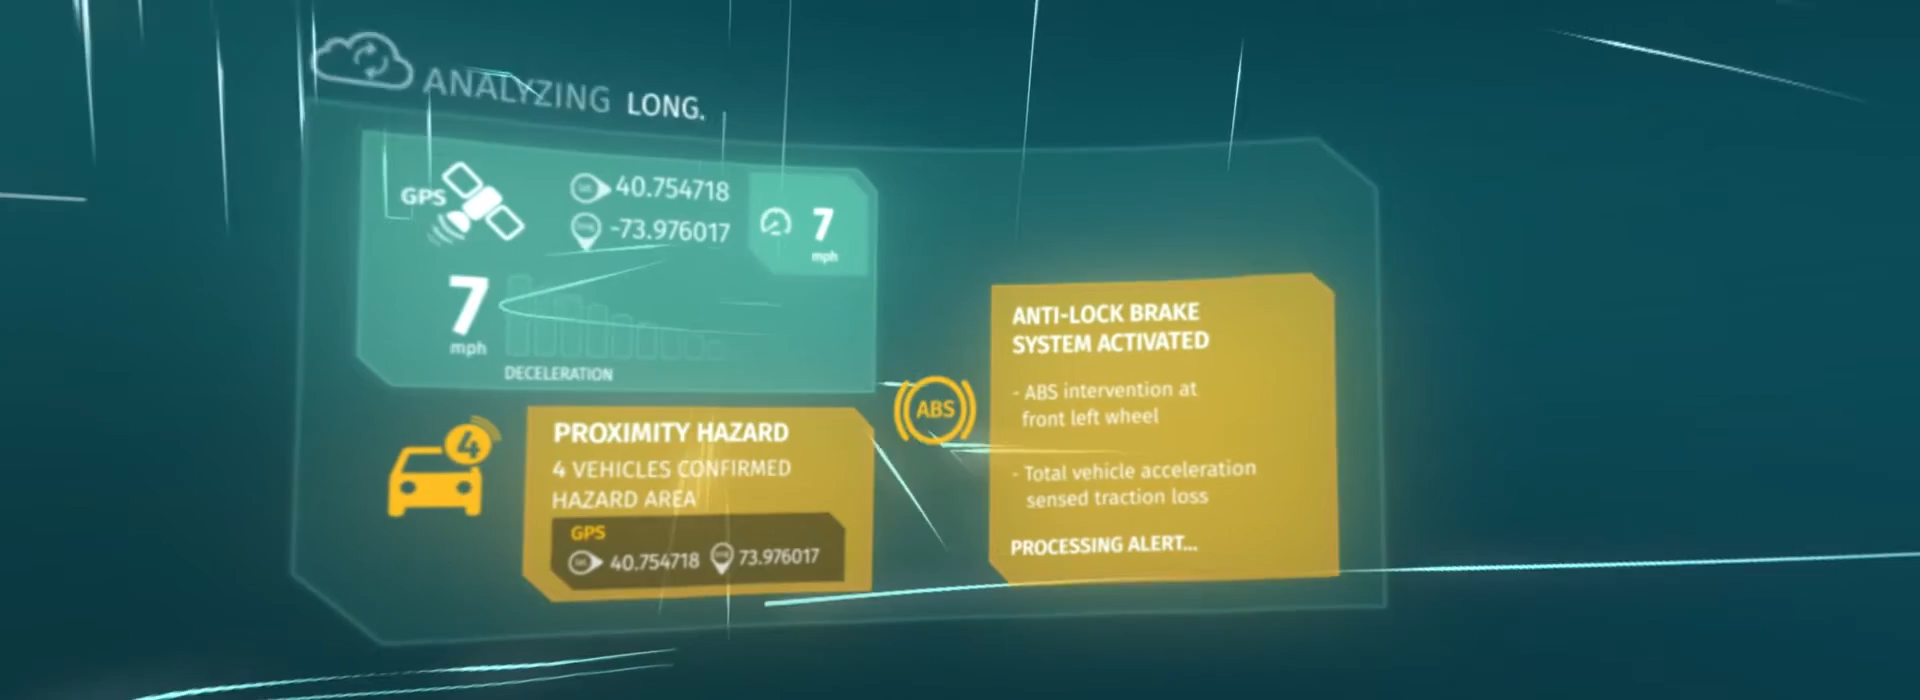 ANALYZING LONG.
GPS
40.754718
-73.976017
7
mph
7
mph
DECELERATION
4
PROXIMITY HAZARD
4 VEHICLES CONFIRMED
HAZARD AREA
GPS
40.754718 73.976017
ABS
ANTI-LOCK BRAKE
SYSTEM ACTIVATED
- ABS intervention at
front left wheel
- Total vehicle acceleration
sensed traction loss
PROCESSING ALERT...